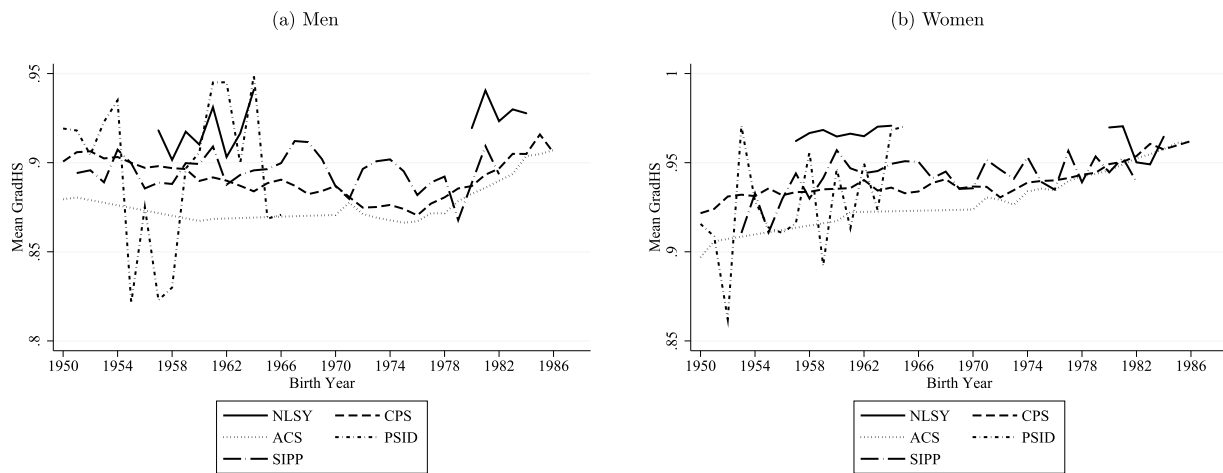 (a) Men
.95
.9
.85
.8
Mean GradHS
1950 1954 1958 1962 1966 1970 1974 1978 1982 1986
Birth Year
NLSY CPS
ACS PSID
SIPP
(b) Women
1
.95
.9
.85
Mean GradHS
1950 1954 1958 1962 1966 1970 1974 1978 1982 1986
Birth Year
NLSY CPS
ACS PSID
SIPP